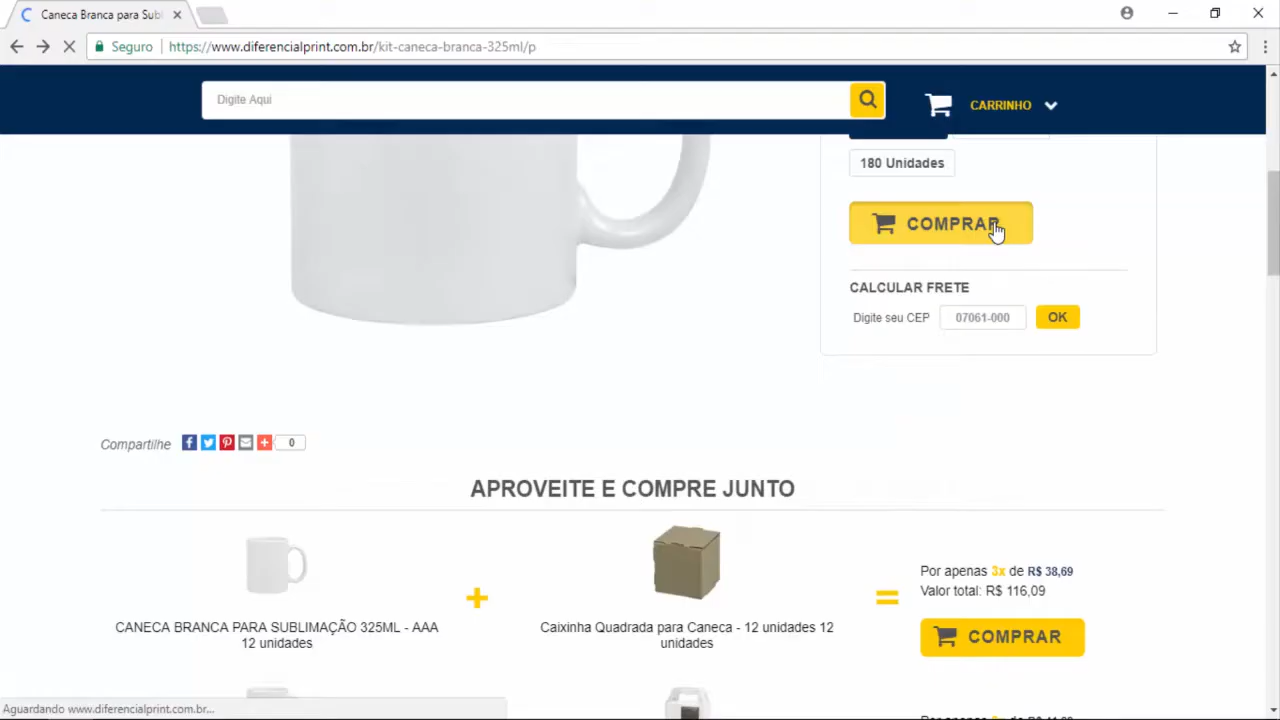 Caneca Branca para Subl
Seguro
https://www.diferencialprint.com.br/kit-caneca-branca-325ml/p
Digite Aqui
CARRINHO
180 Unidades
COMPRAR
CALCULAR FRETE
Digite seu CEP
07061-000
OK
Compartilhe
0
APROVEITE E COMPRE JUNTO
CANECA BRANCA PARA SUBLIMAÇÃO 325ML - AAA
12 unidades
+
Caixinha Quadrada para Caneca - 12 unidades 12
unidades
=
Por apenas 3x de R$ 38,69
Valor total: R$ 116,09
COMPRAR
Aguardando www.diferencialprint.com.br...